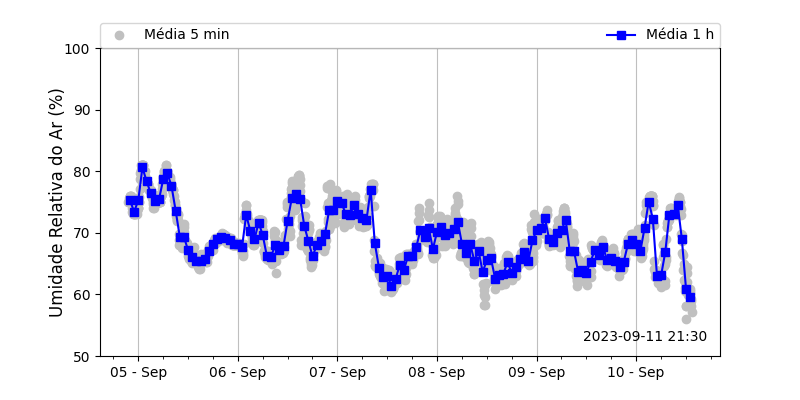 Média 5 min
Média 1 h
Umidade Relativa do Ar (%)
100
90
80
70
60
50
2023-09-11 21:30
05 - Sep
06 - Sep
07 - Sep
08 - Sep
09 - Sep
10 - Sep